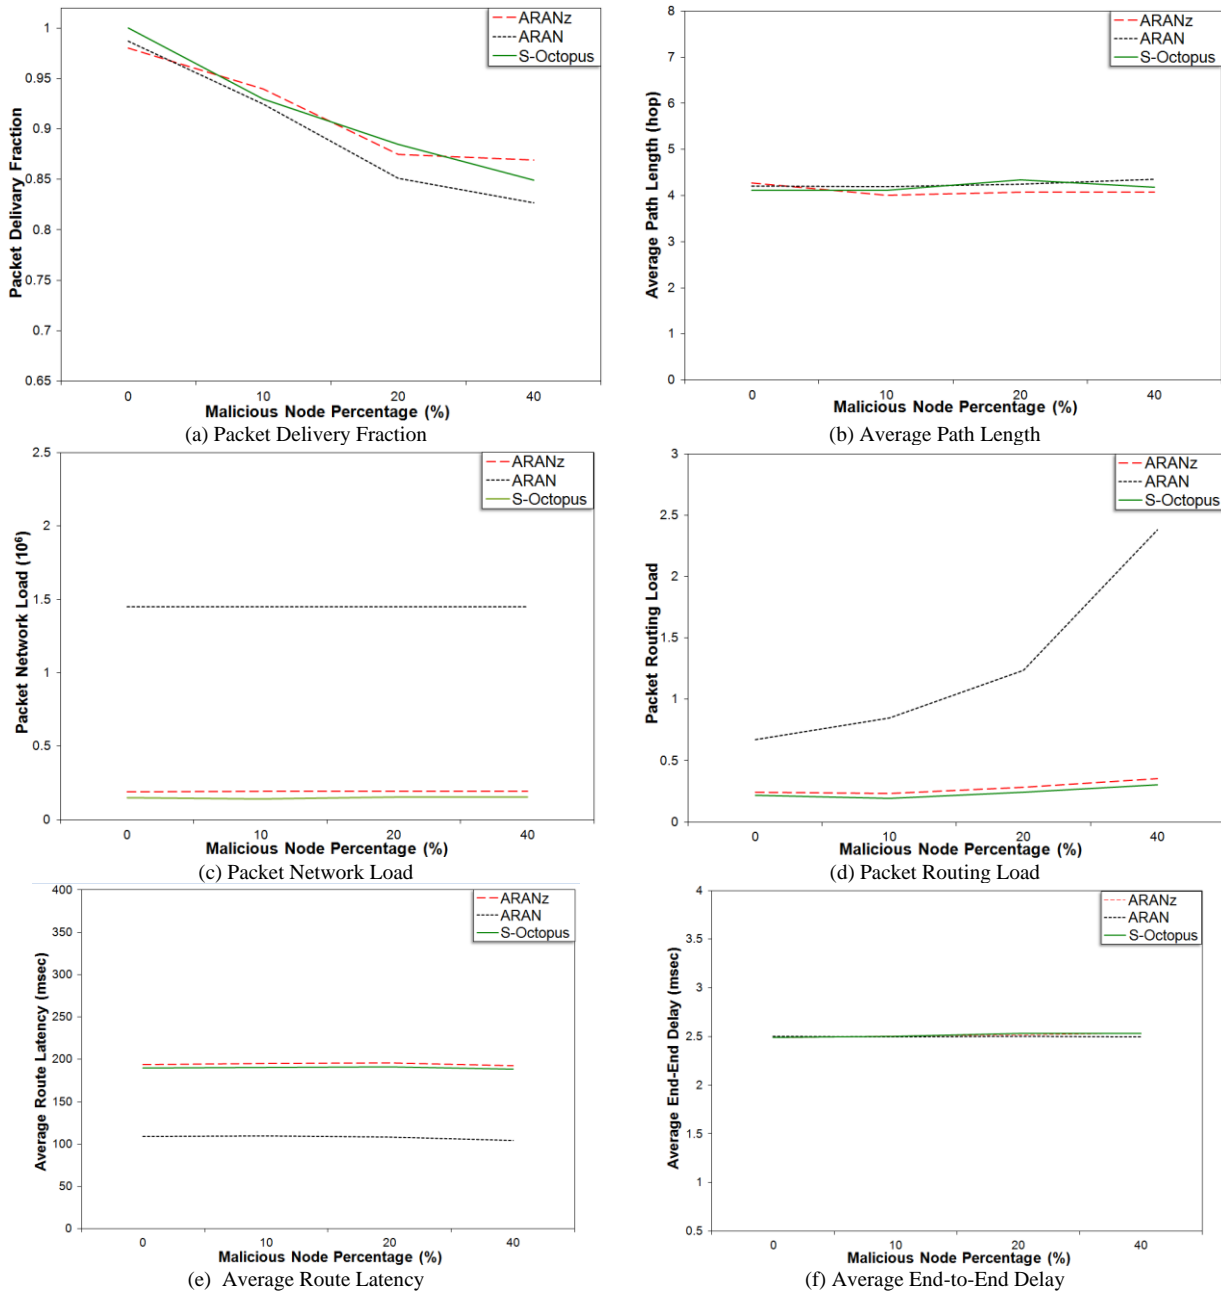 ARANz
ARAN
S-Octopus
1
0.95
0.9
0.85
0.8
0.75
0.7
0.65
Packet Delivary Fraction
0 10 20 40
Malicious Node Percentage (%)
(a) Packet Delivery Fraction
ARANz
ARAN
S-Octopus
8
7
6
5
4
3
2
1
0
Average Path Length (hop)
0 10 20 40
Malicious Node Percentage (%)
(b) Average Path Length
ARANz
ARAN
S-Octopus
2.5
2
1.5
1
0.5
0
Packet Network Load (10⁶)
0 10 20 40
Malicious Node Percentage (%)
(c) Packet Network Load
ARANz
ARAN
S-Octopus
3
2.5
2
1.5
1
0.5
0
Packet Routing Load
0 10 20 40
Malicious Node Percentage (%)
(d) Packet Routing Load
ARANz
ARAN
S-Octopus
400
350
300
250
200
150
100
50
0
Average Route Latency (msec)
0 10 20 40
Malicious Node Percentage (%)
(e) Average Route Latency
ARANz
ARAN
S-Octopus
4
3.5
3
2.5
2
1.5
1
0.5
Average End-End Delay (msec)
0 10 20 40
Malicious Node Percentage (%)
(f) Average End-to-End Delay